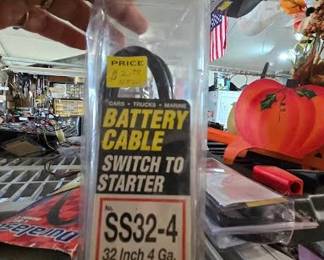 PRICE
CARS • TRUCKS • MARINE
BATTERY
CABLE
SWITCH TO
STARTER
SS32-4
32 Inch 4 Ga.